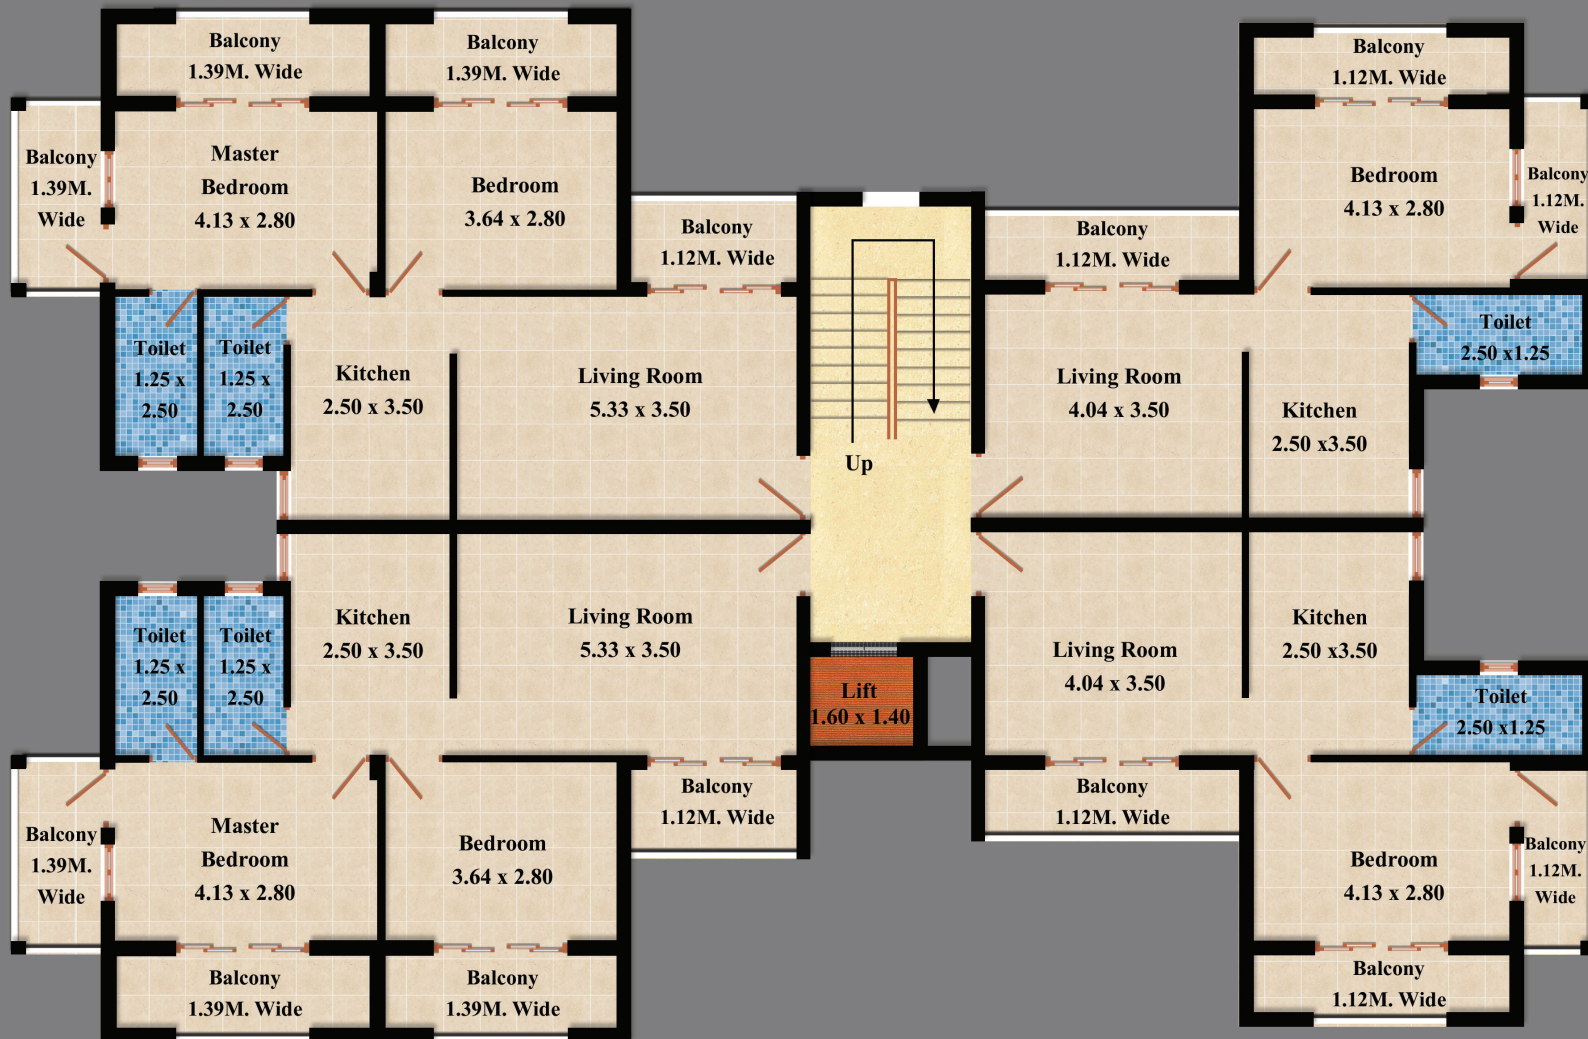 Balcony
1.39M. Wide
Balcony
1.39M. Wide
Balcony
1.12M. Wide
Balcony
1.39M.
Wide
Master
Bedroom
4.13 x 2.80
Bedroom
3.64 x 2.80
Balcony
1.12M. Wide
Balcony
1.12M. Wide
Bedroom
4.13 x 2.80
Balcony
1.12M.
Wide
Toilet
1.25 x
2.50
Toilet
1.25 x
2.50
Kitchen
2.50 x 3.50
Living Room
5.33 x 3.50
Up
Living Room
4.04 x 3.50
Kitchen
2.50 x3.50
Toilet
2.50 x1.25
Toilet
1.25 x
2.50
Toilet
1.25 x
2.50
Kitchen
2.50 x 3.50
Living Room
5.33 x 3.50
Lift
1.60 x 1.40
Living Room
4.04 x 3.50
Kitchen
2.50 x3.50
Toilet
2.50 x1.25
Balcony
1.39M.
Wide
Master
Bedroom
4.13 x 2.80
Bedroom
3.64 x 2.80
Balcony
1.12M. Wide
Balcony
1.12M. Wide
Bedroom
4.13 x 2.80
Balcony
1.12M.
Wide
Balcony
1.39M. Wide
Balcony
1.39M. Wide
Balcony
1.12M. Wide